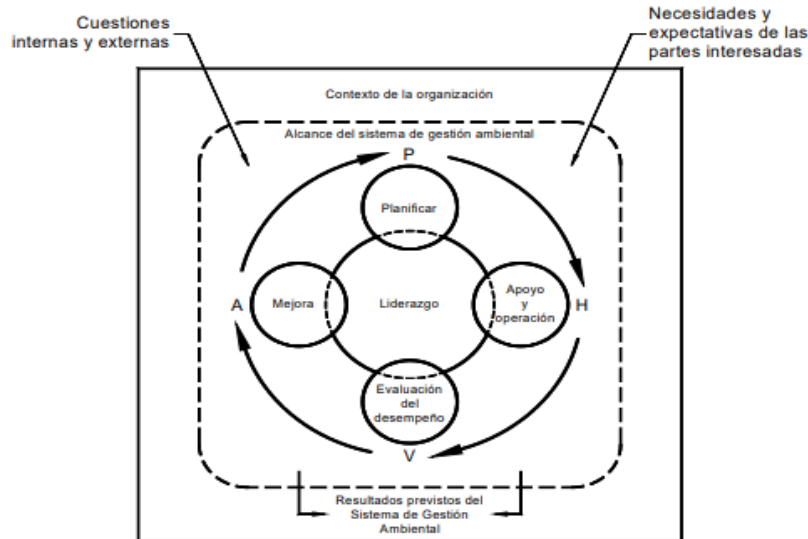 Cuestiones
internas y externas
Necesidades y
expectativas de las
partes interesadas
Contexto de la organización
Alcance del sistema de gestión ambiental
P
Planificar
A
Mejora
Liderazgo
Apoyo
y
operación
H
Evaluación
del
desempeño
V
Resultados previstos del
Sistema de Gestión
Ambiental